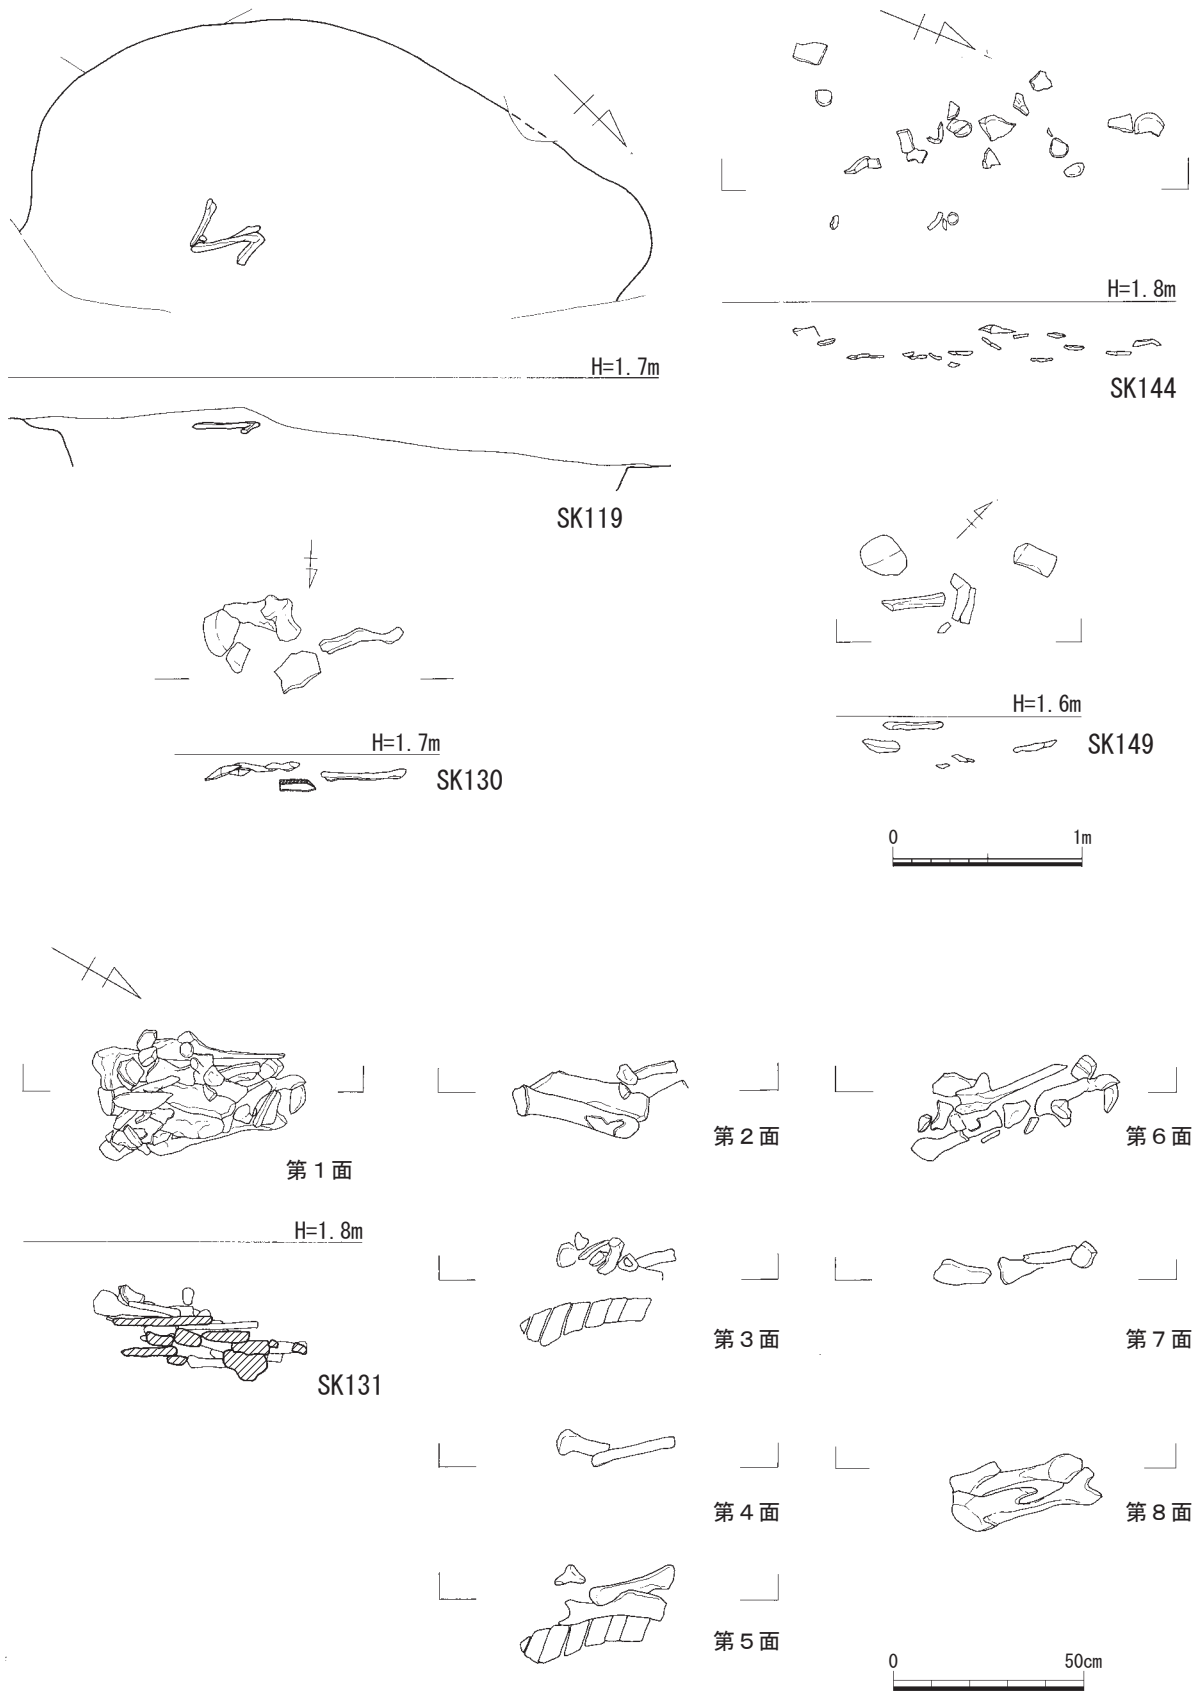 H=1.7m
SK119
H=1.8m
SK144
H=1.7m
SK130
H=1.6m
SK149
0 1m
第1面
H=1.8m
SK131
第2面
第3面
第4面
第5面
第6面
第7面
第8面
0 50cm